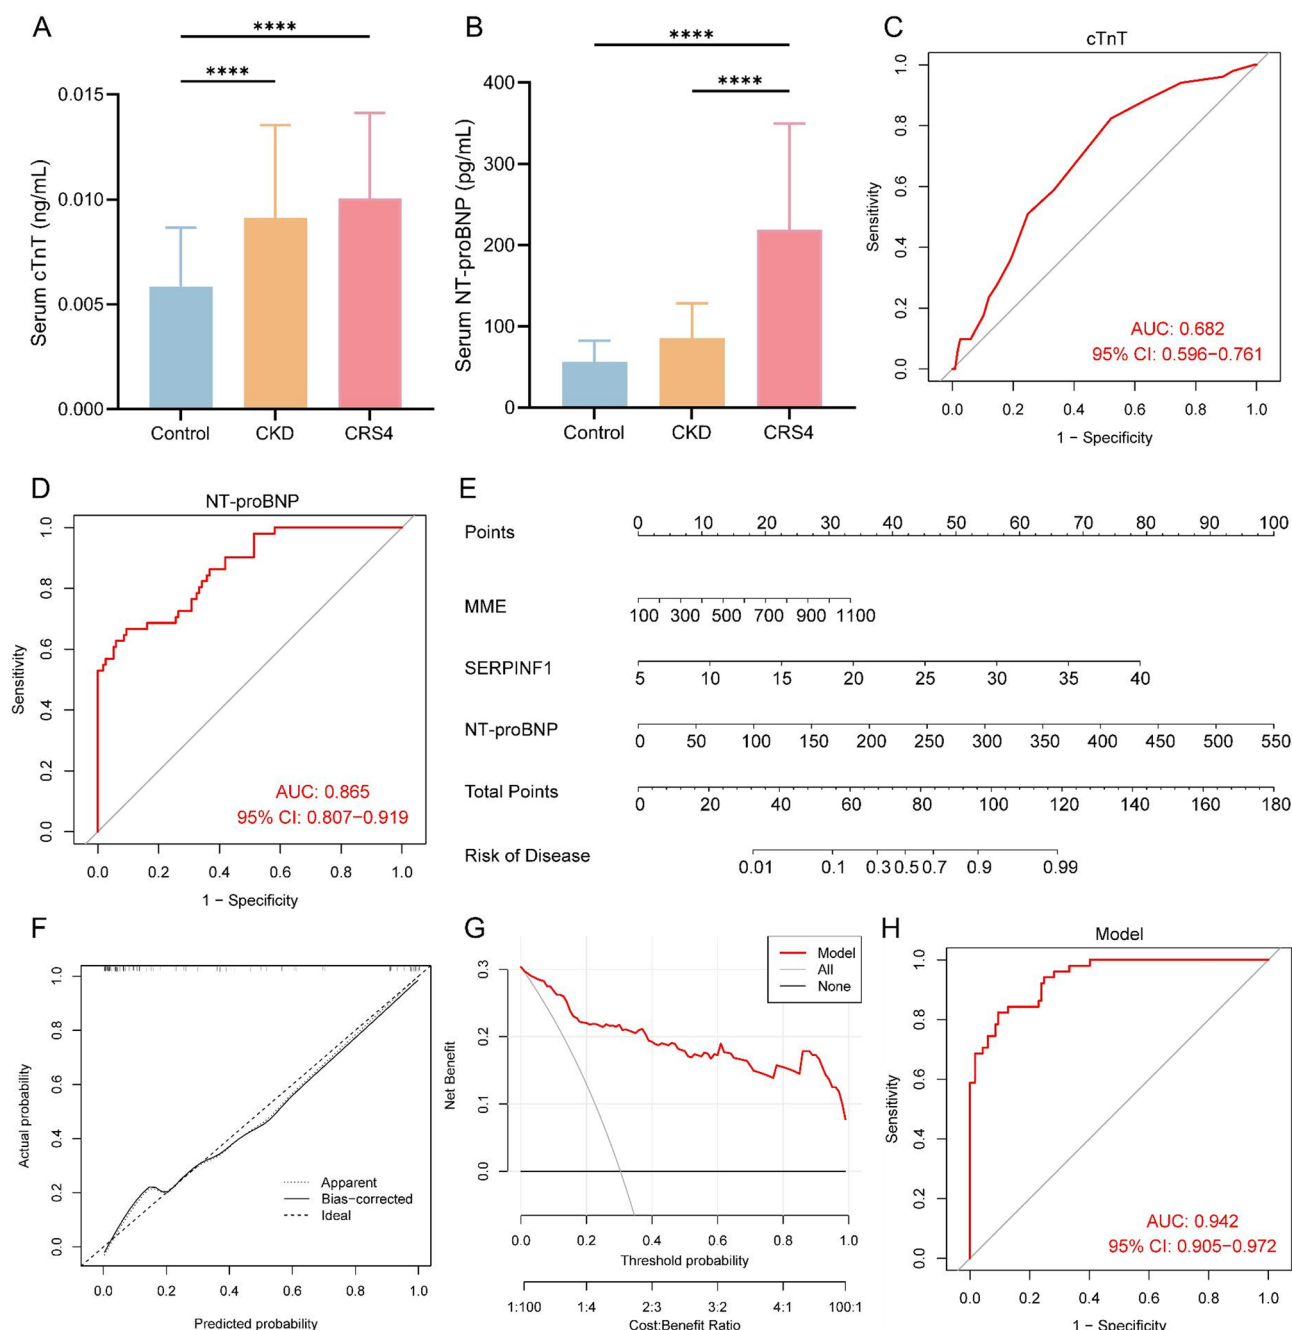 A
****
****
Serum cTnT (ng/mL)
0.015
0.010
0.005
0.000
Control CKD CRS4
B
****
****
Serum NT-proBNP (pg/mL)
400
300
200
100
0
Control CKD CRS4
C
cTnT
Sensitivity
1.0
0.8
0.6
0.4
0.2
0.0
AUC: 0.682
95% CI: 0.596–0.761
0.0 0.2 0.4 0.6 0.8 1.0
1 − Specificity
D
NT-proBNP
Sensitivity
1.0
0.8
0.6
0.4
0.2
0.0
AUC: 0.865
95% CI: 0.807–0.919
0.0 0.2 0.4 0.6 0.8 1.0
1 − Specificity
E
Points 0 10 20 30 40 50 60 70 80 90 100
MME 100 300 500 700 900 1100
SERPINF1 5 10 15 20 25 30 35 40
NT-proBNP 0 50 100 150 200 250 300 350 400 450 500 550
Total Points 0 20 40 60 80 100 120 140 160 180
Risk of Disease 0.01 0.1 0.3 0.5 0.7 0.9 0.99
F
Actual probability
1.0
0.8
0.6
0.4
0.2
0.0
Apparent
Bias−corrected
Ideal
0.0 0.2 0.4 0.6 0.8 1.0
Predicted probability
G
Net Benefit
0.3
0.2
0.1
0.0
Model
All
None
0.0 0.2 0.4 0.6 0.8 1.0
Threshold probability
1:100 1:4 2:3 3:2 4:1 100:1
Cost:Benefit Ratio
H
Model
Sensitivity
1.0
0.8
0.6
0.4
0.2
0.0
AUC: 0.942
95% CI: 0.905–0.972
0.0 0.2 0.4 0.6 0.8 1.0
1 − Specificity